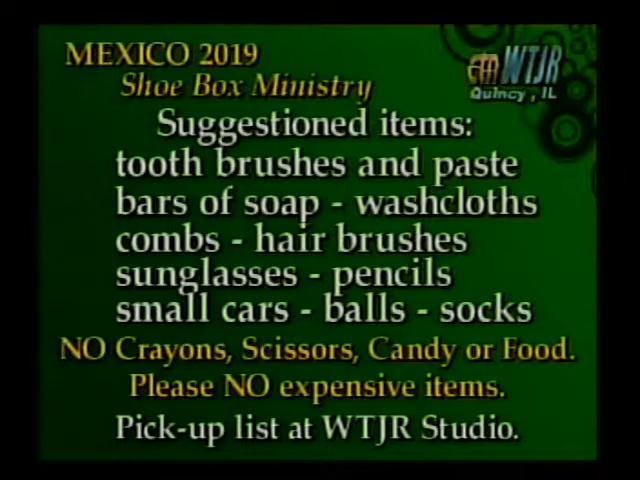 MEXICO 2019
Shoe Box Ministry
WTJR
Quincy, IL
Suggestioned items:
tooth brushes and paste
bars of soap - washcloths
combs - hair brushes
sunglasses - pencils
small cars - balls - socks
NO Crayons, Scissors, Candy or Food.
Please NO expensive items.
Pick-up list at WTJR Studio.